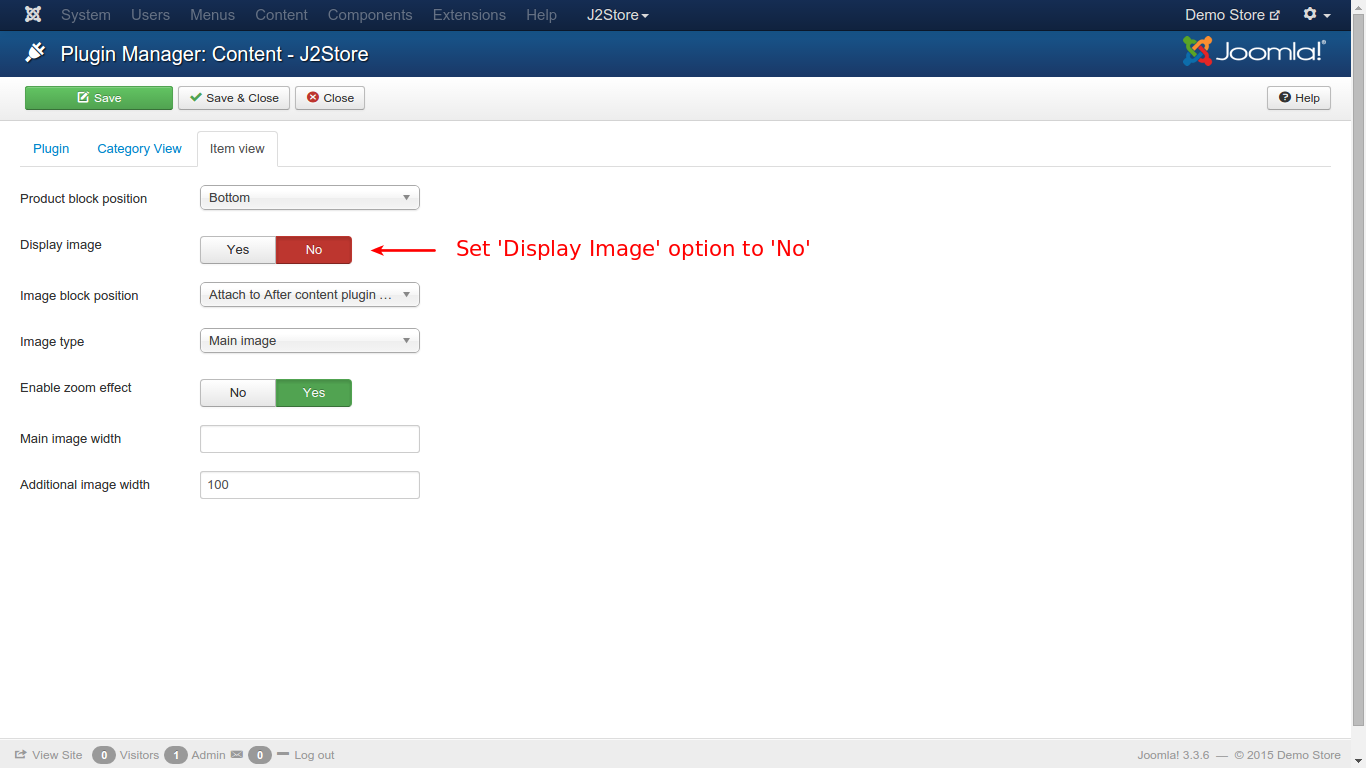 System Users Menus Content Components Extensions Help J2Store Demo Store
Plugin Manager: Content - J2Store Joomla!®
Save Save & Close Close Help
Plugin Category View Item view
Product block position Bottom
Display image Yes No Set 'Display Image' option to 'No'
Image block position Attach to After content plugin ...
Image type Main image
Enable zoom effect No Yes
Main image width
Additional image width 100
View Site 0 Visitors 1 Admin 0 Log out Joomla! 3.3.6 — © 2015 Demo Store